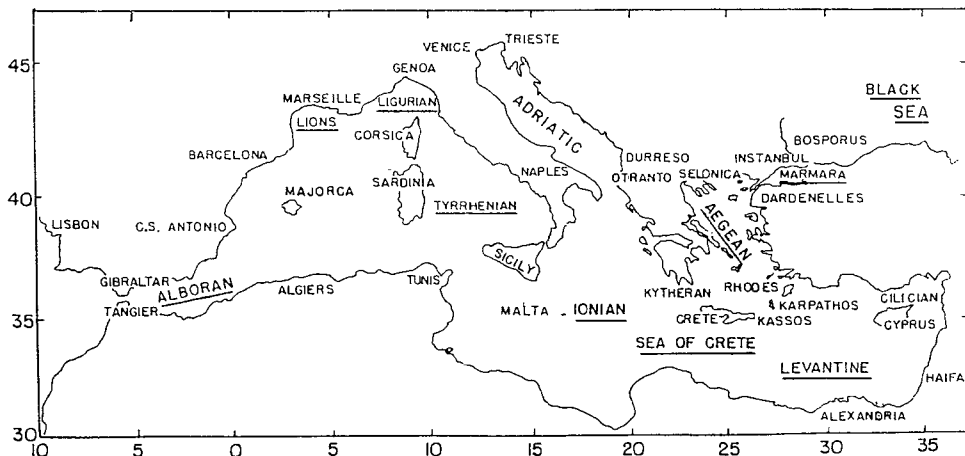 45
40
35
30
VENICE
TRIESTE
GENOA
MARSEILLE
LIGURIAN
LIONS
CORSICA
ADRIATIC
BLACK
SEA
BOSPORUS
BARCELONA
DURRESO
INSTANBUL
OTRANTO
SELONICA
MARMARA
NAPLES
SARDINIA
MAJORCA
DARDENELLES
TYRRHENIAN
LISBON
C.S. ANTONIO
AEGEAN
SICILY
GIBRALTAR
ALBORAN
ALGIERS
TUNIS
KYTHERAN
RHODES
TANGIER
MALTA
IONIAN
KARPATHOS
CILICIAN
CRETE
KASSOS
CYPRUS
SEA OF CRETE
LEVANTINE
HAIFA
ALEXANDRIA
10 5 0 5 10 15 20 25 30 35